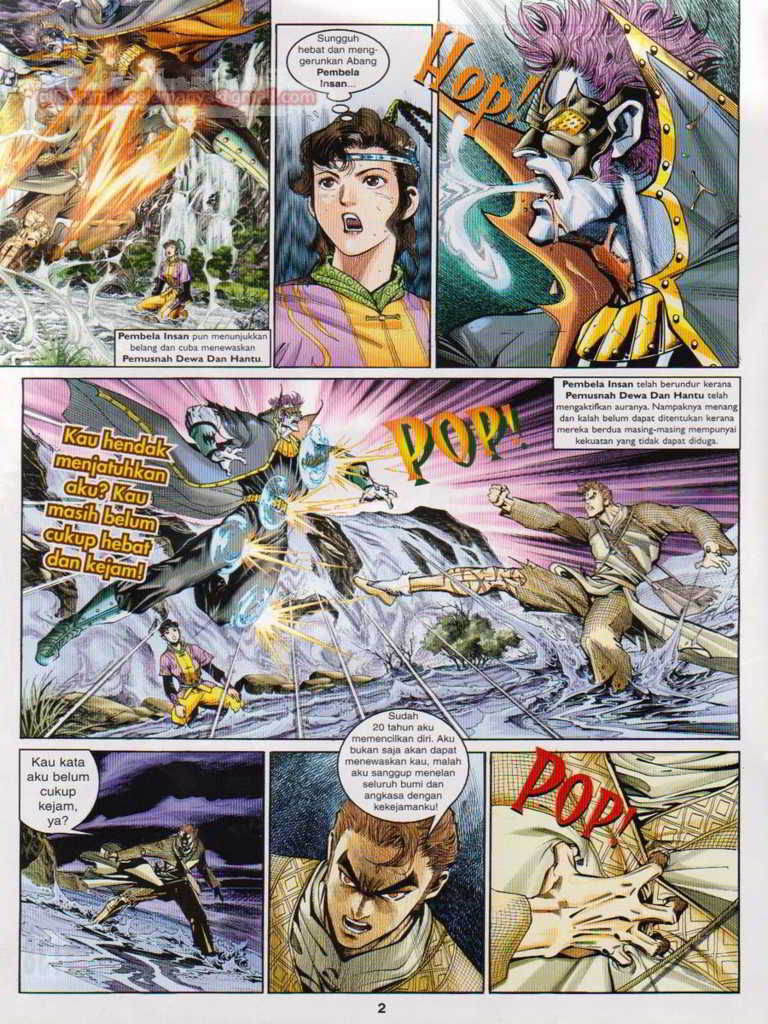 Pembela Insan pun menunjukkan
belang dan cuba menewaskan
Pemusnah Dewa Dan Hantu.
Sungguh
hebat dan meng-
gerunkan Abang
Pembela
Insan...
Hop!
Kau hendak
menjatuhkan
aku? Kau
masih belum
cukup hebat
dan kejam!
POP!
Pembela Insan telah berundur kerana
Pemusnah Dewa Dan Hantu telah
mengaktifkan auranya. Nampaknya menang
dan kalah belum dapat ditentukan kerana
mereka berdua masing-masing mempunyai
kekuatan yang tidak dapat diduga.
Kau kata
aku belum
cukup
kejam,
ya?
Sudah
20 tahun aku
memencilkan diri. Aku
bukan saja akan dapat
menewaskan kau, malah
aku sanggup menelan
seluruh bumi dan
angkasa dengan
kekejamanku!
POP!
2